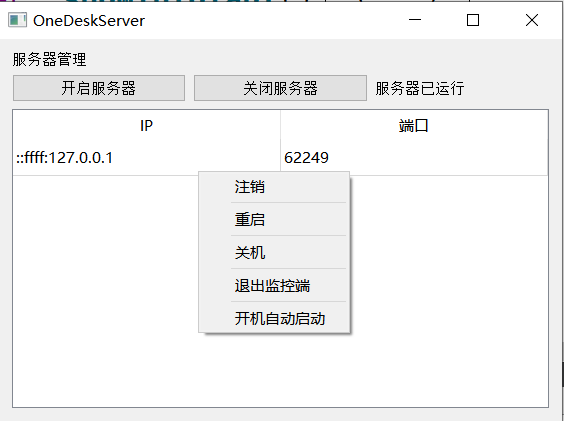 OneDeskServer
服务器管理
开启服务器 关闭服务器 服务器已运行
IP 端口
::ffff:127.0.0.1 62249
注销
重启
关机
退出监控端
开机自动启动